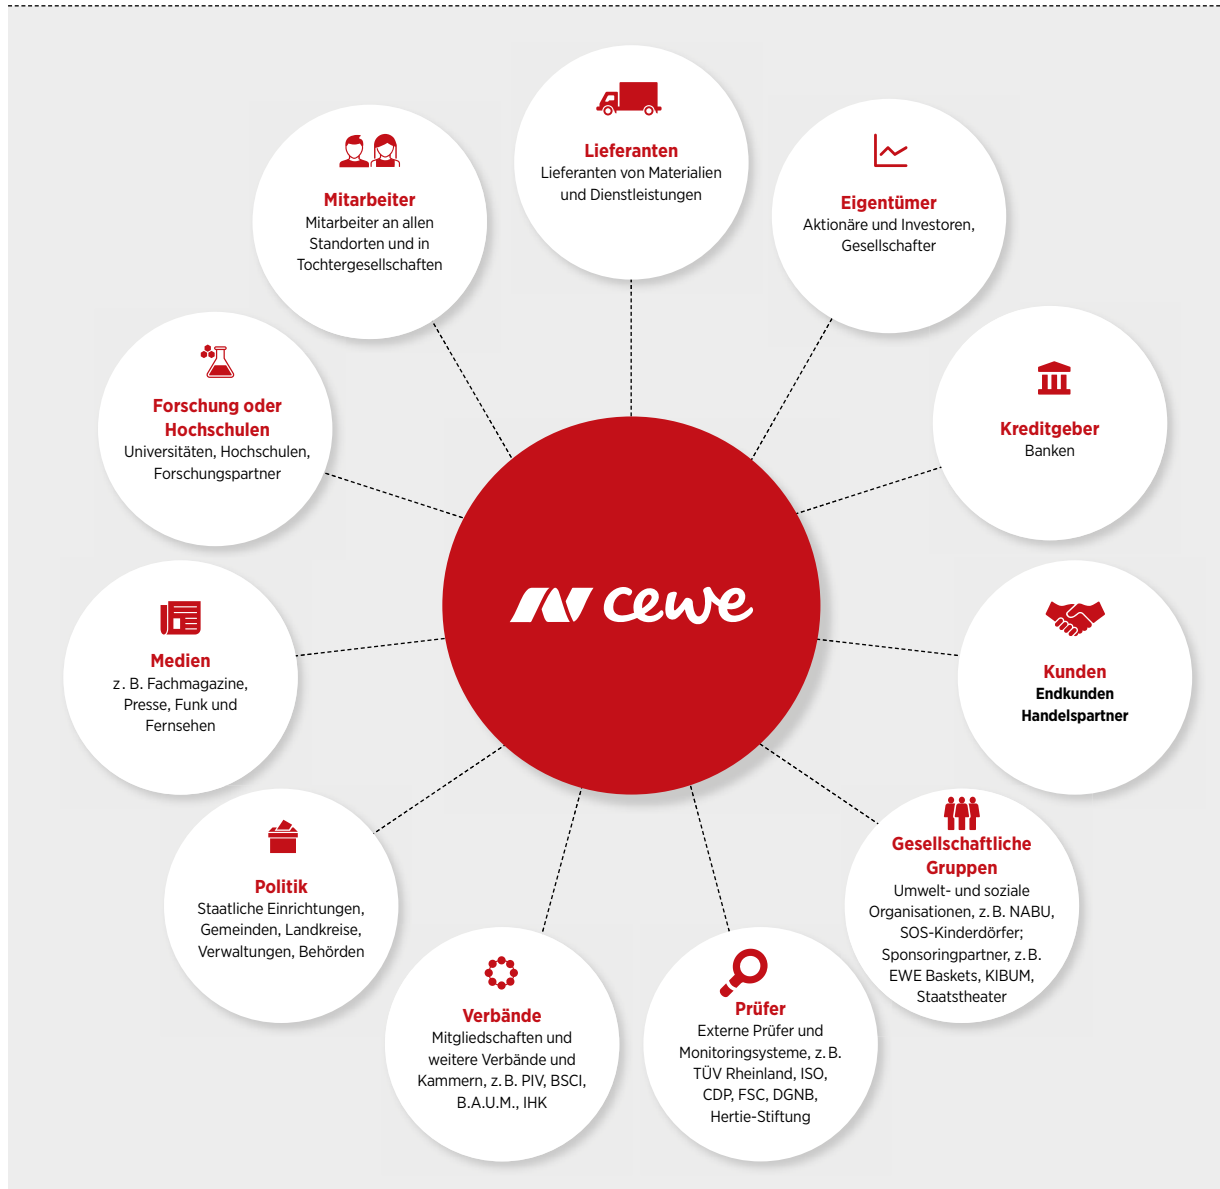 Lieferanten
Lieferanten von Materialien
und Dienstleistungen
Eigentümer
Aktionäre und Investoren,
Gesellschafter
Kreditgeber
Banken
Kunden
Endkunden
Handelspartner
Gesellschaftliche
Gruppen
Umwelt- und soziale
Organisationen, z. B. NABU,
SOS-Kinderdörfer;
Sponsoringpartner, z. B.
EWE Baskets, KIBUM,
Staatstheater
Prüfer
Externe Prüfer und
Monitoringsysteme, z. B.
TÜV Rheinland, ISO,
CDP, FSC, DGNB,
Hertie-Stiftung
Verbände
Mitgliedschaften und
weitere Verbände und
Kammern, z. B. PIV, BSCI,
B.A.U.M., IHK
Politik
Staatliche Einrichtungen,
Gemeinden, Landkreise,
Verwaltungen, Behörden
Medien
z. B. Fachmagazine,
Presse, Funk und
Fernsehen
Forschung oder
Hochschulen
Universitäten, Hochschulen,
Forschungspartner
Mitarbeiter
Mitarbeiter an allen
Standorten und in
Tochtergesellschaften
cewe